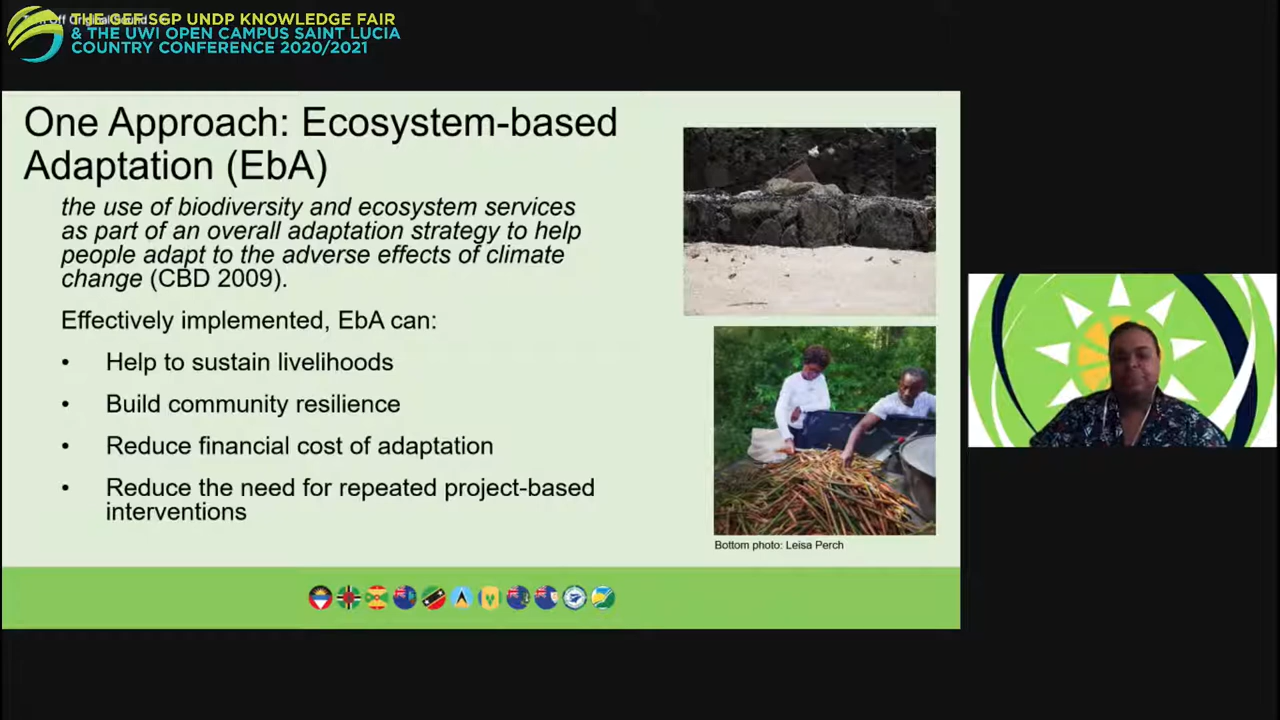 THE GEF SGP UNDP KNOWLEDGE FAIR
& THE UWI OPEN CAMPUS SAINT LUCIA
COUNTRY CONFERENCE 2020/2021
One Approach: Ecosystem-based
Adaptation (EbA)
the use of biodiversity and ecosystem services
as part of an overall adaptation strategy to help
people adapt to the adverse effects of climate
change (CBD 2009).
Effectively implemented, EbA can:
• Help to sustain livelihoods
• Build community resilience
• Reduce financial cost of adaptation
• Reduce the need for repeated project-based
interventions
Bottom photo: Leisa Perch